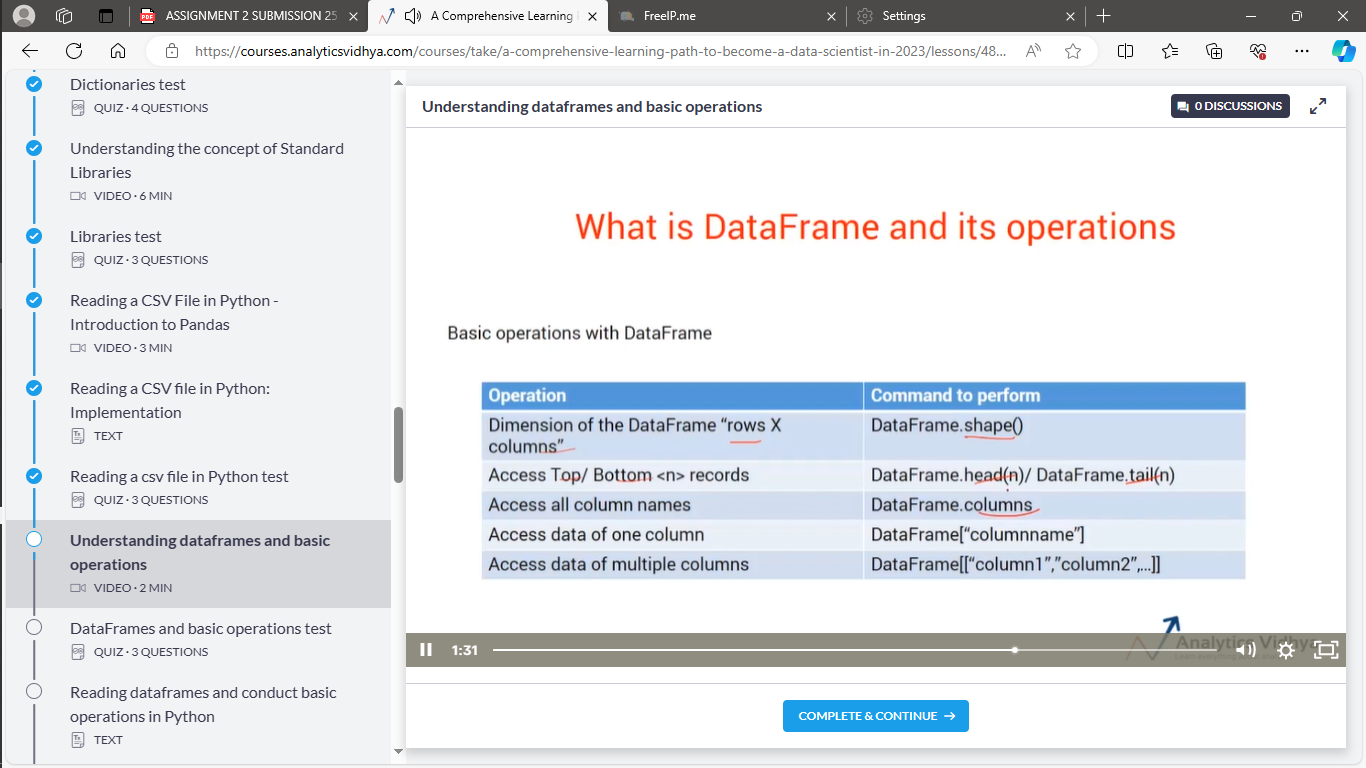 ASSIGNMENT 2 SUBMISSION 25
A Comprehensive Learning
FreeIP.me
Settings
https://courses.analyticsvidhya.com/courses/take/a-comprehensive-learning-path-to-become-a-data-scientist-in-2023/lessons/48...
Dictionaries test
QUIZ · 4 QUESTIONS
Understanding the concept of Standard
Libraries
VIDEO · 6 MIN
Libraries test
QUIZ · 3 QUESTIONS
Reading a CSV File in Python -
Introduction to Pandas
VIDEO · 3 MIN
Reading a CSV file in Python:
Implementation
TEXT
Reading a csv file in Python test
QUIZ · 3 QUESTIONS
Understanding dataframes and basic
operations
VIDEO · 2 MIN
DataFrames and basic operations test
QUIZ · 3 QUESTIONS
Reading dataframes and conduct basic
operations in Python
TEXT
Understanding dataframes and basic operations
0 DISCUSSIONS
What is DataFrame and its operations
Basic operations with DataFrame
Operation Command to perform
Dimension of the DataFrame “rows X DataFrame.shape()
columns”
Access Top/ Bottom <n> records DataFrame.head(n)/ DataFrame.tail(n)
Access all column names DataFrame.columns
Access data of one column DataFrame[“columnname”]
Access data of multiple columns DataFrame[[“column1”,”column2”,...]]
1:31
Analytics Vidhya
COMPLETE & CONTINUE →